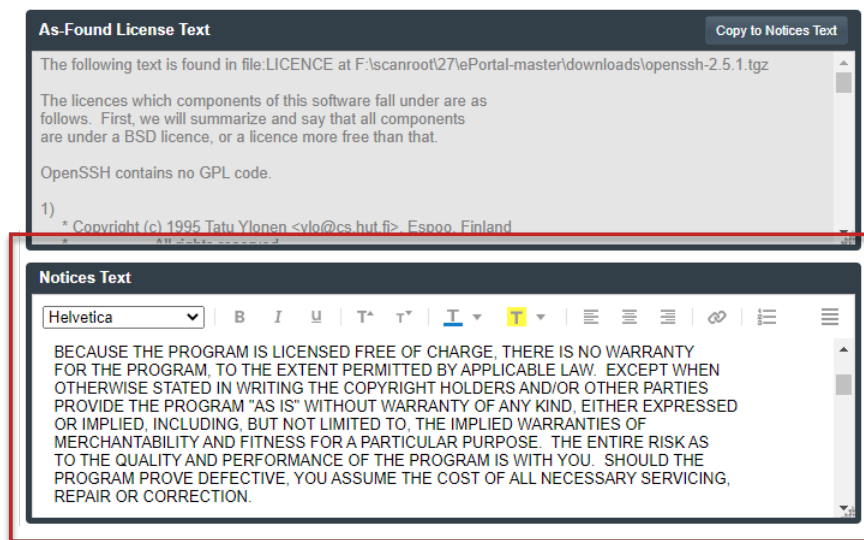 As-Found License Text
Copy to Notices Text
The following text is found in file:LICENCE at F:\scanroot\27\ePortal-master\downloads\openssh-2.5.1.tgz
The licences which components of this software fall under are as
follows. First, we will summarize and say that all components
are under a BSD licence, or a licence more free than that.
OpenSSH contains no GPL code.
1)
* Copyright (c) 1995 Tatu Ylonen <ylo@cs.hut.fi>, Espoo, Finland
* All rights reserved
Notices Text
Helvetica B I U T T T T
BECAUSE THE PROGRAM IS LICENSED FREE OF CHARGE, THERE IS NO WARRANTY
FOR THE PROGRAM, TO THE EXTENT PERMITTED BY APPLICABLE LAW. EXCEPT WHEN
OTHERWISE STATED IN WRITING THE COPYRIGHT HOLDERS AND/OR OTHER PARTIES
PROVIDE THE PROGRAM "AS IS" WITHOUT WARRANTY OF ANY KIND, EITHER EXPRESSED
OR IMPLIED, INCLUDING, BUT NOT LIMITED TO, THE IMPLIED WARRANTIES OF
MERCHANTABILITY AND FITNESS FOR A PARTICULAR PURPOSE. THE ENTIRE RISK AS
TO THE QUALITY AND PERFORMANCE OF THE PROGRAM IS WITH YOU. SHOULD THE
PROGRAM PROVE DEFECTIVE, YOU ASSUME THE COST OF ALL NECESSARY SERVICING,
REPAIR OR CORRECTION.